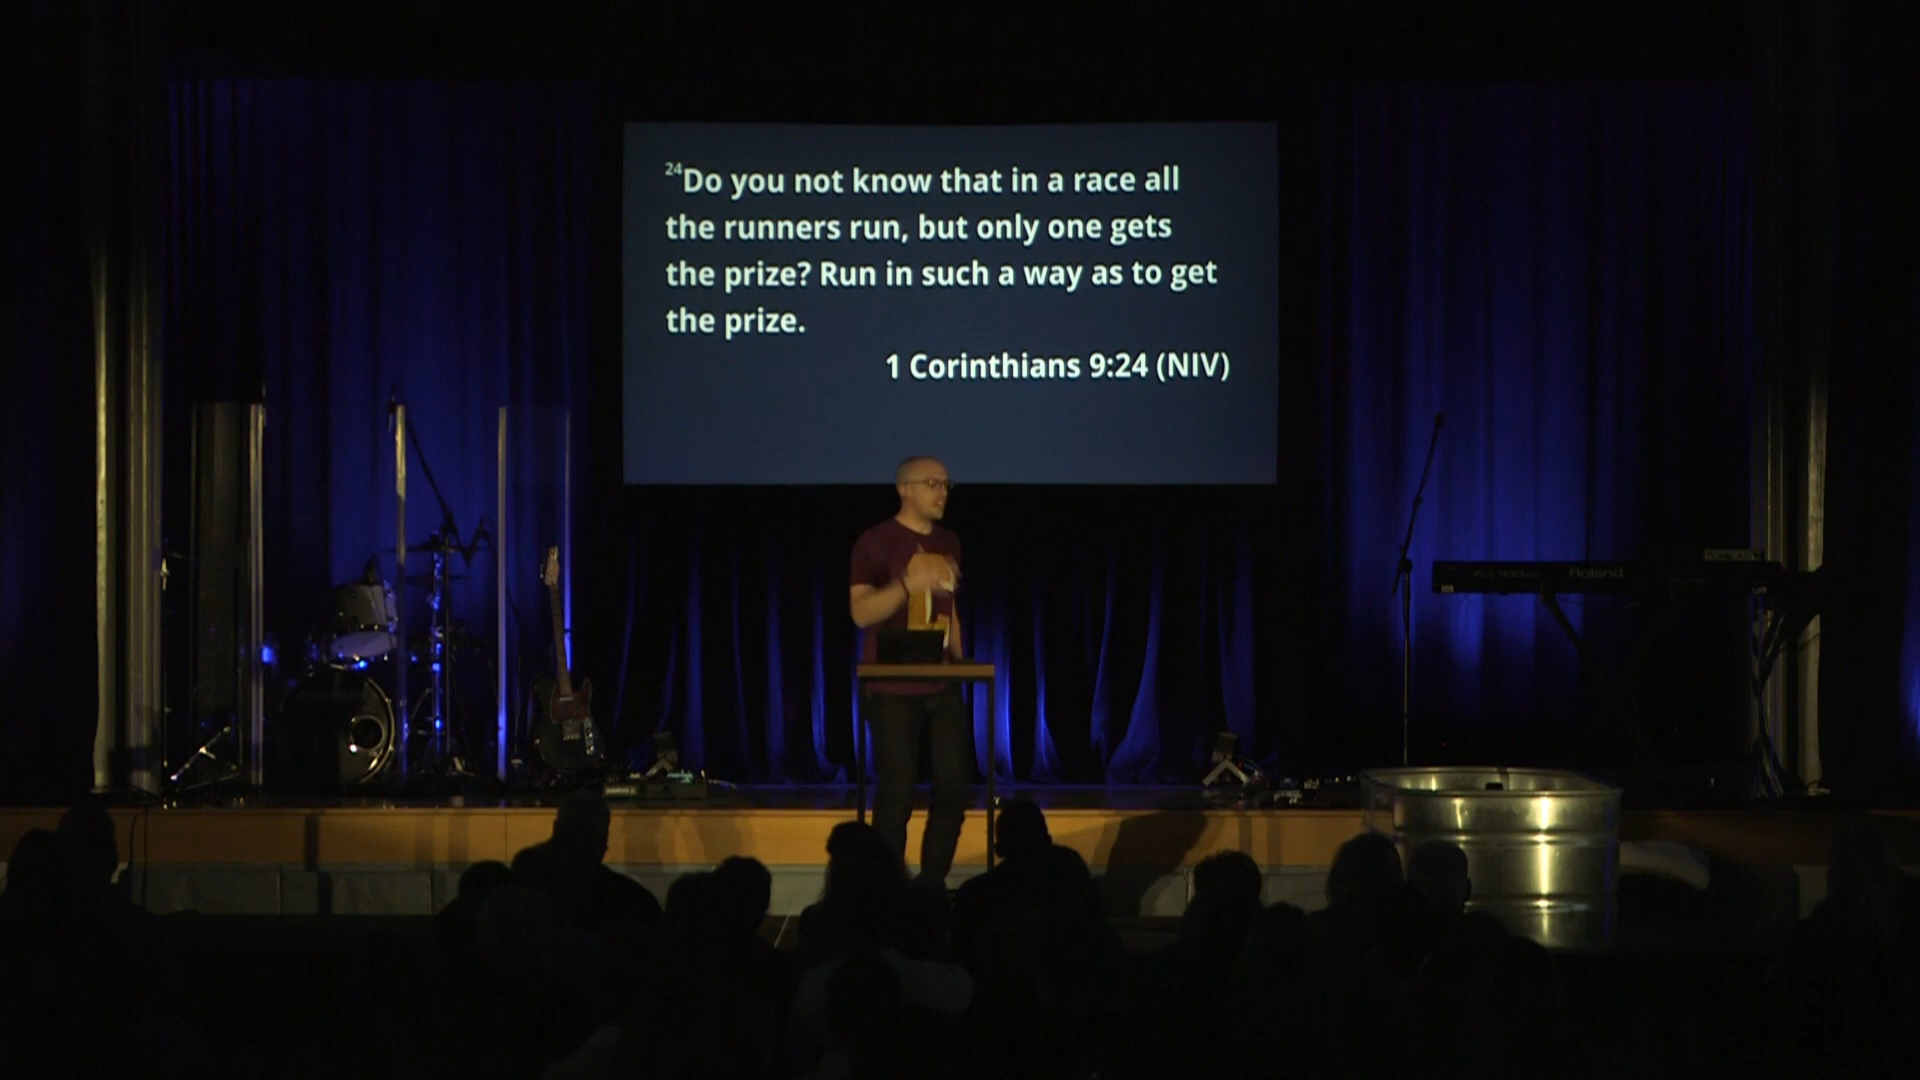 24Do you not know that in a race all
the runners run, but only one gets
the prize? Run in such a way as to get
the prize.
1 Corinthians 9:24 (NIV)
Roland